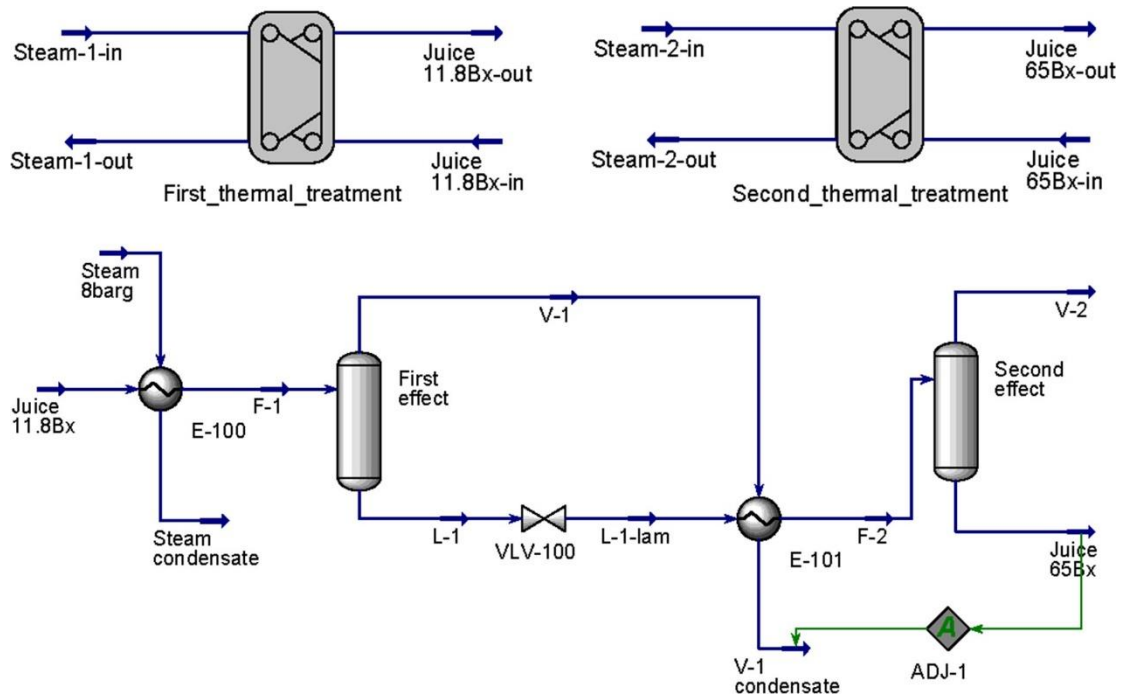 Steam-1-in
Juice
11.8Bx-out
Steam-2-in
Juice
65Bx-out
Steam-1-out
Juice
11.8Bx-in
Steam-2-out
Juice
65Bx-in
First_thermal_treatment
Second_thermal_treatment
Steam
8barg
V-1
V-2
First
effect
Second
effect
Juice
11.8Bx
F-1
E-100
L-1
VLV-100
L-1-lam
F-2
E-101
Steam
condensate
Juice
65Bx
A
ADJ-1
V-1
condensate